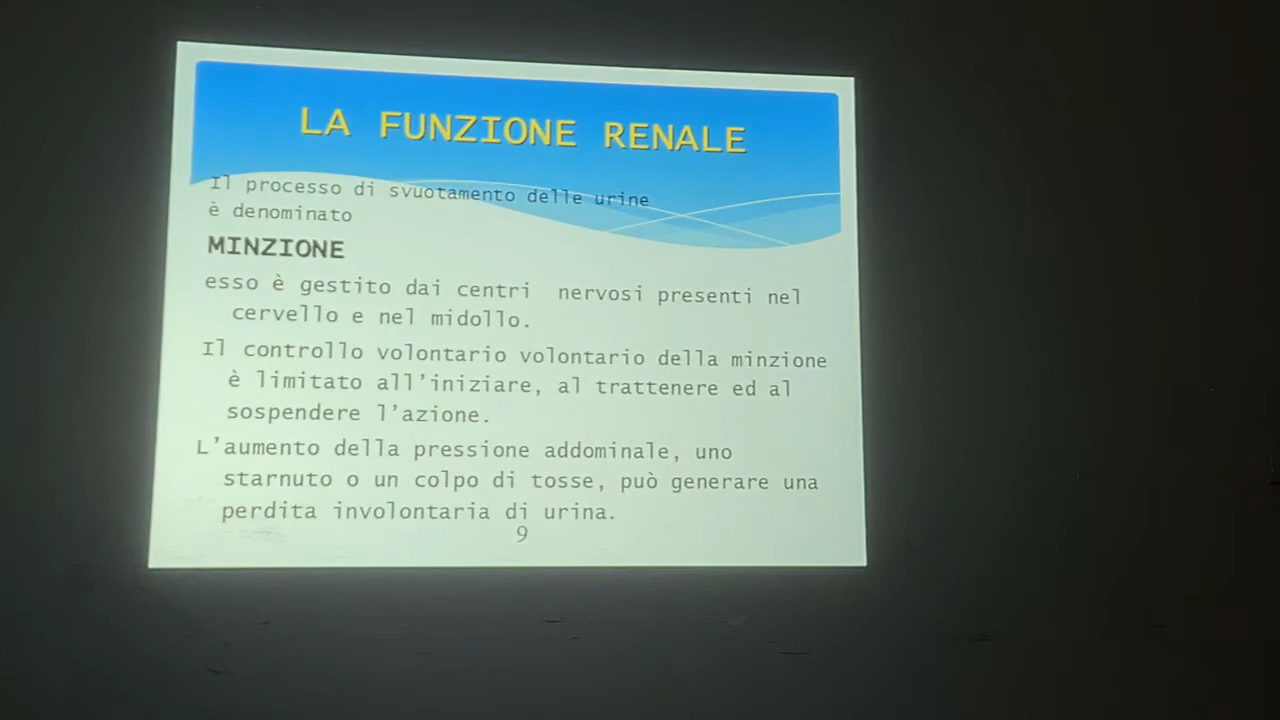 LA FUNZIONE RENALE
Il processo di svuotamento delle urine
è denominato
MINZIONE
esso è gestito dai centri nervosi presenti nel
cervello e nel midollo.
Il controllo volontario volontario della minzione
è limitato all'iniziare, al trattenere ed al
sospendere l'azione.
L'aumento della pressione addominale, uno
starnuto o un colpo di tosse, può generare una
perdita involontaria di urina.
9